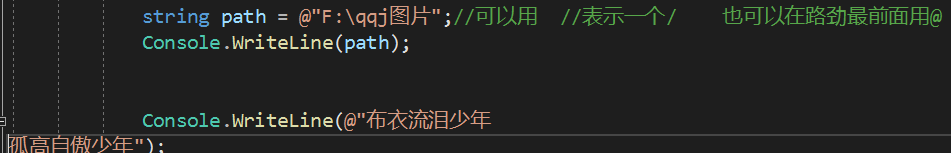 string path = @"F:\qqj图片";//可以用 //表示一个/ 也可以在路劲最前面用@
Console.WriteLine(path);
Console.WriteLine(@"布衣流泪少年
孤高自傲少年");